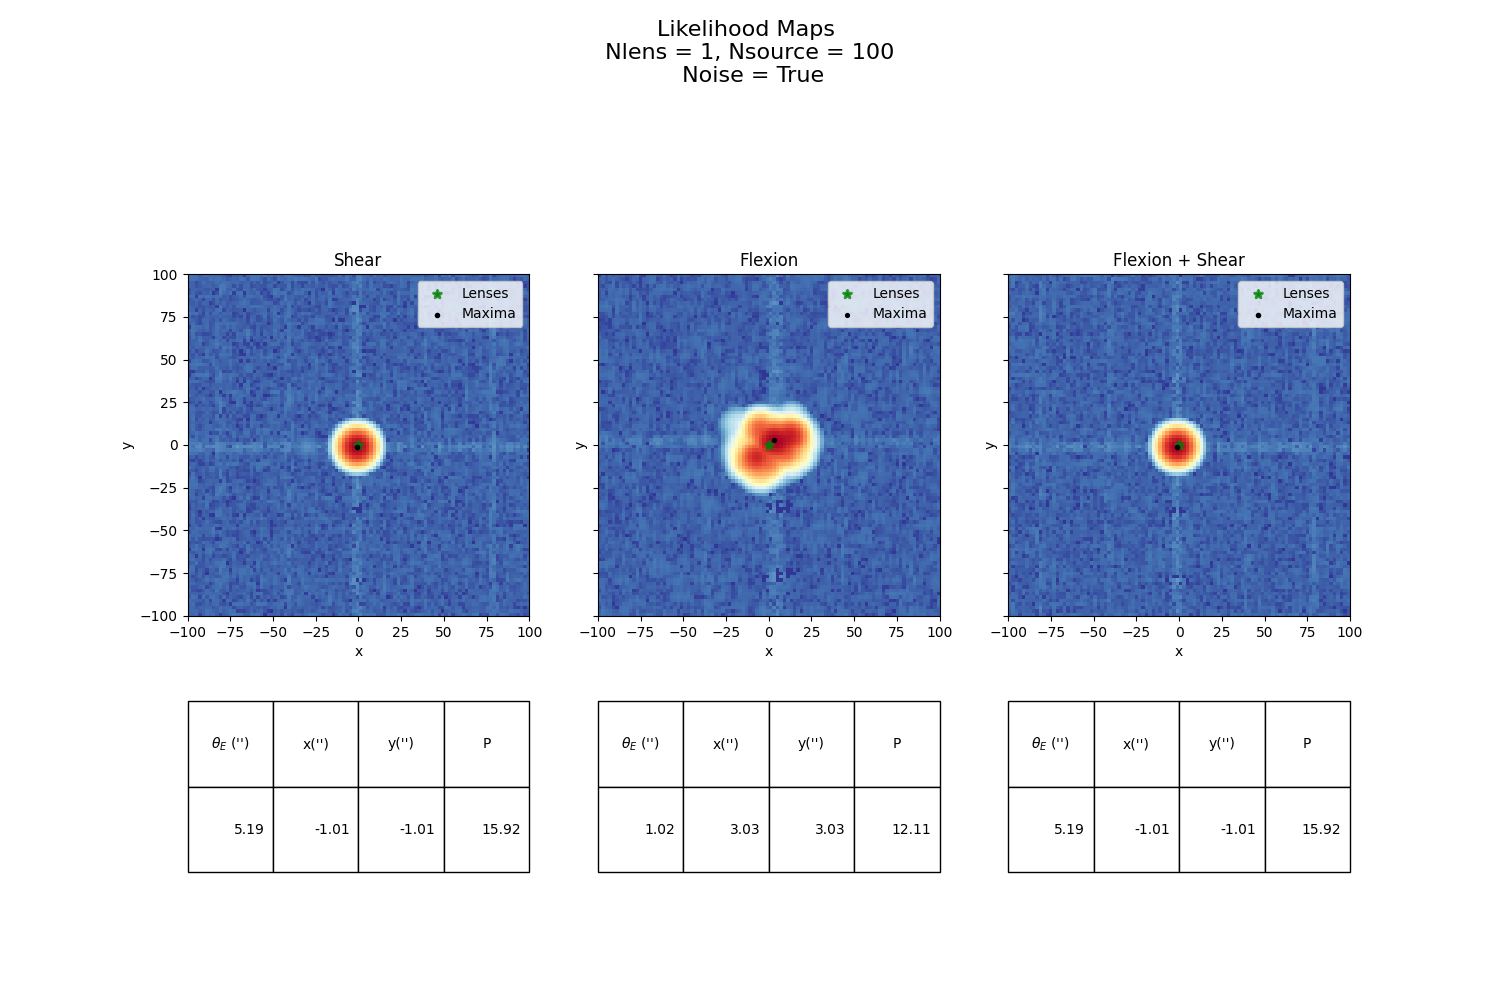 Likelihood Maps
Nlens = 1, Nsource = 100
Noise = True
Shear
Flexion
Flexion + Shear
Lenses
Maxima
Lenses
Maxima
Lenses
Maxima
100
75
50
25
0
−25
−50
−75
−100
y
y
y
−100 −75 −50 −25 0 25 50 75 100
−100 −75 −50 −25 0 25 50 75 100
−100 −75 −50 −25 0 25 50 75 100
x
x
x
θE ('') x('') y('') P
5.19 -1.01 -1.01 15.92
θE ('') x('') y('') P
1.02 3.03 3.03 12.11
θE ('') x('') y('') P
5.19 -1.01 -1.01 15.92